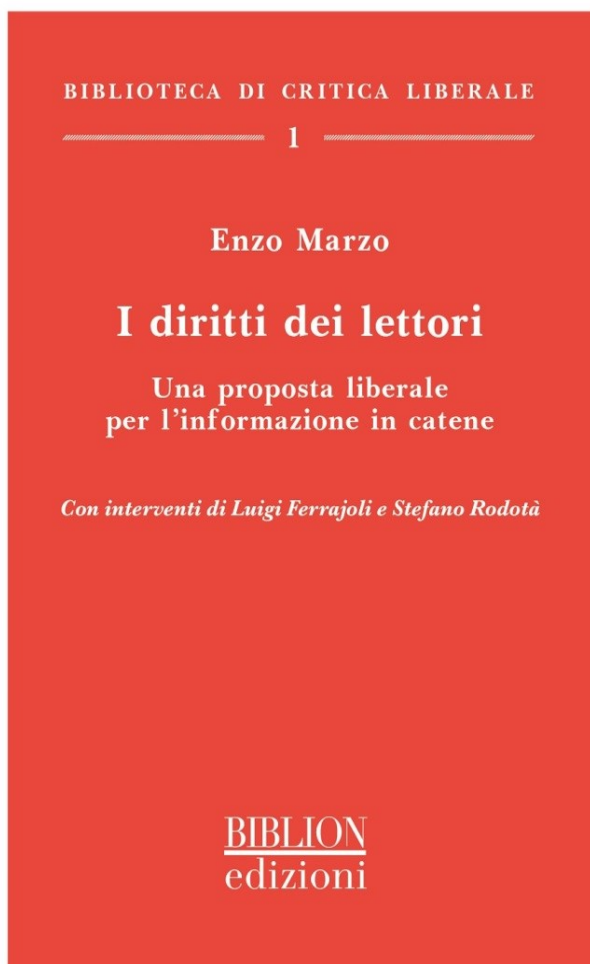 BIBLIOTECA DI CRITICA LIBERALE
1
Enzo Marzo
I diritti dei lettori
Una proposta liberale
per l'informazione in catene
Con interventi di Luigi Ferrajoli e Stefano Rodotà
BIBLION
edizioni